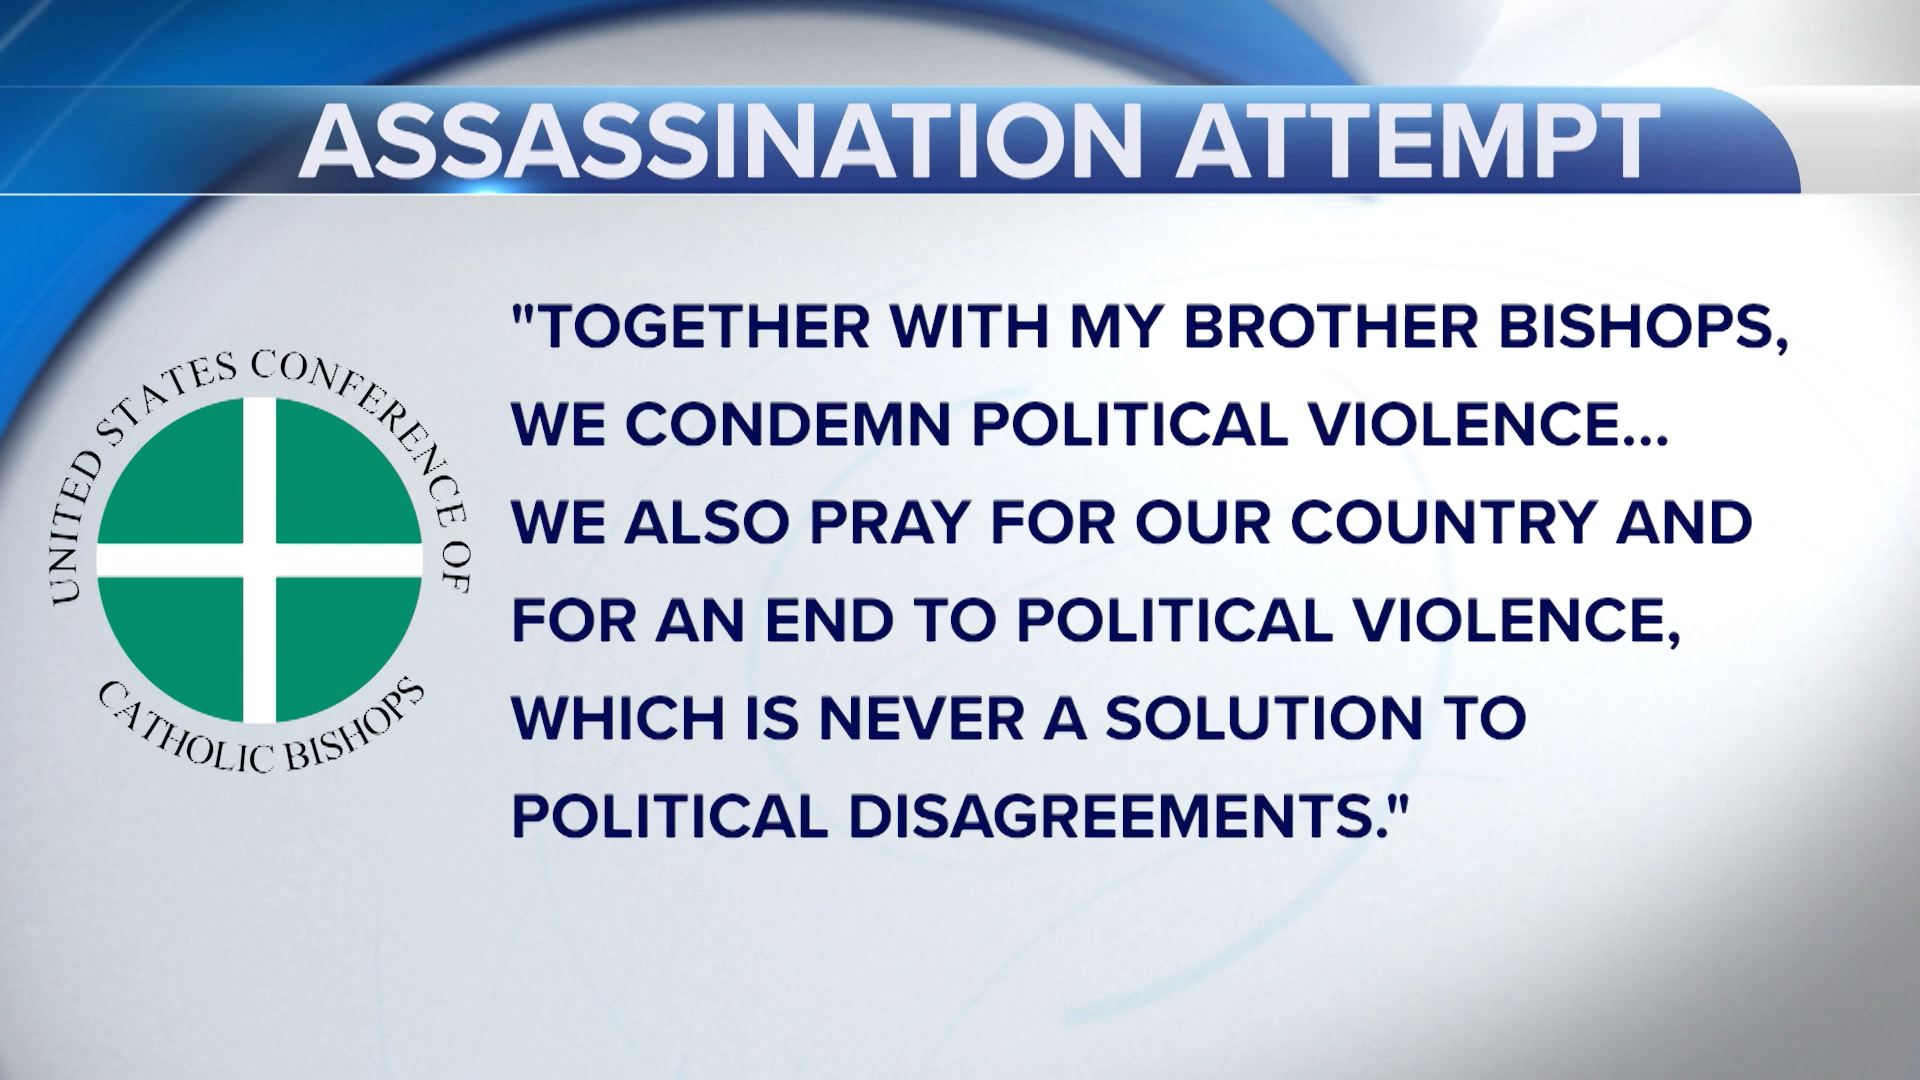 ASSASSINATION ATTEMPT
UNITED STATES CONFERENCE OF
CATHOLIC BISHOPS
"TOGETHER WITH MY BROTHER BISHOPS,
WE CONDEMN POLITICAL VIOLENCE...
WE ALSO PRAY FOR OUR COUNTRY AND
FOR AN END TO POLITICAL VIOLENCE,
WHICH IS NEVER A SOLUTION TO
POLITICAL DISAGREEMENTS."